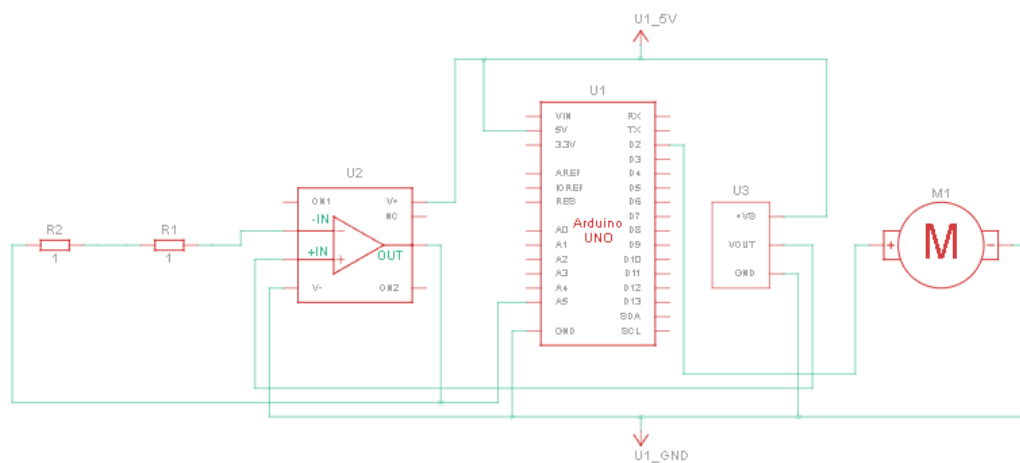 U1_5V
U1
VIN
5V
3.3V
AREF
IOREF
RES
A0
A1
A2
A3
A4
A5
GND
RX
TX
D2
D3
D4
D5
D6
D7
D8
D9
D10
D11
D12
D13
SDA
SCL
Arduino
UNO
U2
ON1
V+
NC
-IN
+IN
OUT
V-
ON2
R2
1
R1
1
U3
+VS
VOUT
GND
M1
M
U1_GND